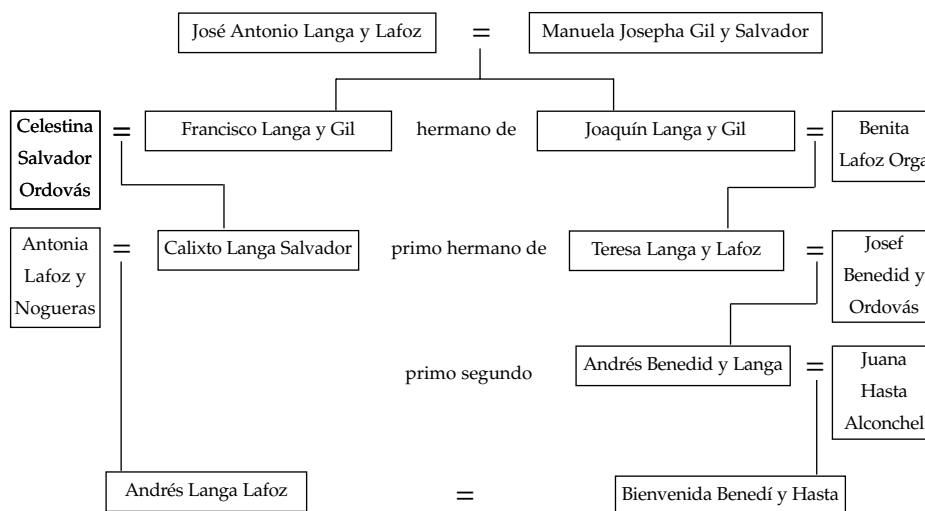 José Antonio Langa y Lafoz = Manuela Josepha Gil y Salvador
Celestina
Salvador
Ordovás
= Francisco Langa y Gil hermano de Joaquín Langa y Gil =
Benita
Lafoz Orga
Antonia
Lafoz y
Nogueras
= Calixto Langa Salvador primo hermano de Teresa Langa y Lafoz =
Josef
Benedid y
Ordovás
primo segundo Andrés Benedid y Langa =
Juana
Hasta
Alconchel
Andrés Langa Lafoz = Bienvenida Benedí y Hasta